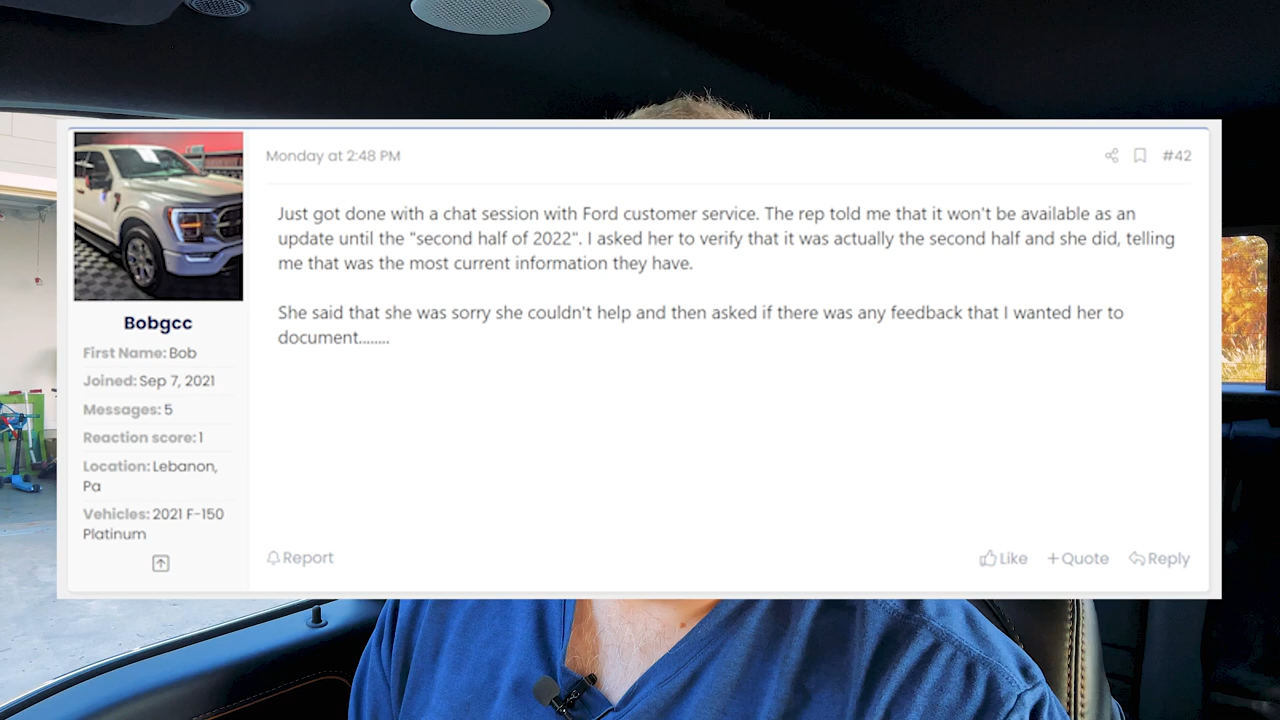 Monday at 2:48 PM
#42
Just got done with a chat session with Ford customer service. The rep told me that it won't be available as an
update until the "second half of 2022". I asked her to verify that it was actually the second half and she did, telling
me that was the most current information they have.
She said that she was sorry she couldn't help and then asked if there was any feedback that I wanted her to
document........
Bobgcc
First Name: Bob
Joined: Sep 7, 2021
Messages: 5
Reaction score: 1
Location: Lebanon,
Pa
Vehicles: 2021 F-150
Platinum
Report
Like
+Quote
Reply